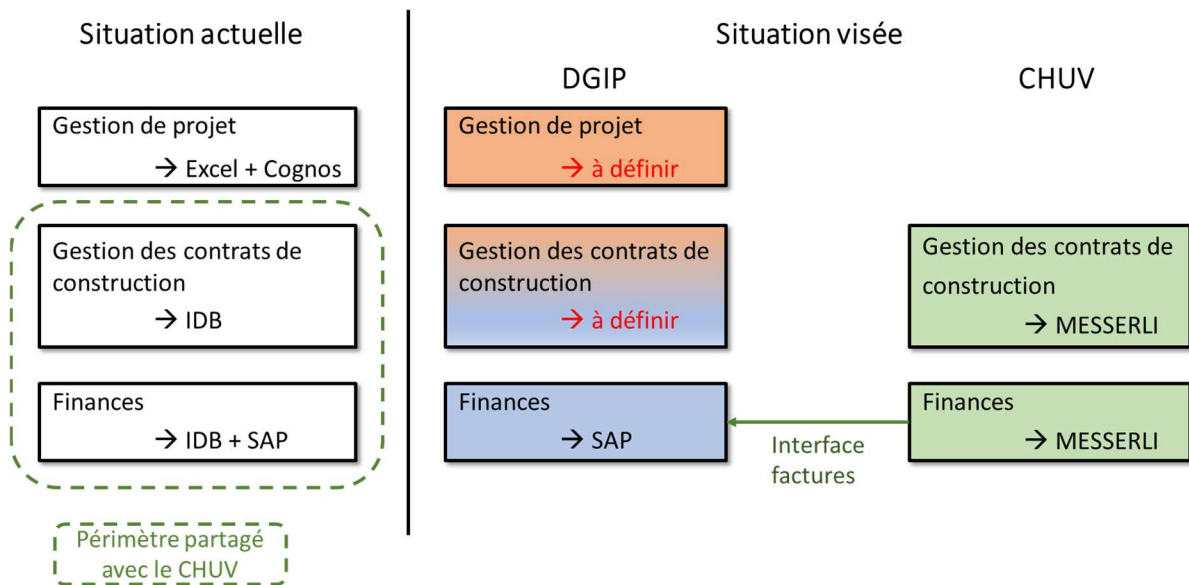 Situation actuelle
Gestion de projet
→ Excel + Cognos
Gestion des contrats de
construction
→ IDB
Finances
→ IDB + SAP
Périmètre partagé
avec le CHUV
Situation visée
DGIP
CHUV
Gestion de projet
→ à définir
Gestion des contrats de
construction
→ à définir
Finances
→ SAP
Interface
factures
Gestion des contrats de
construction
→ MESSERLI
Finances
→ MESSERLI